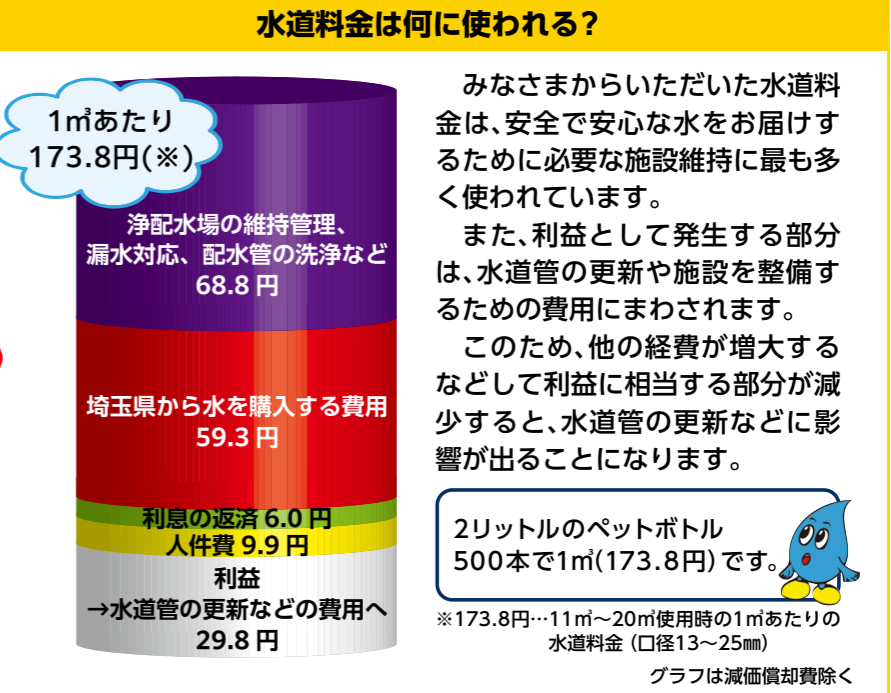 水道料金は何に使われる?
1㎥あたり
173.8円(※)
浄配水場の維持管理、
漏水対応、配水管の洗浄など
68.8 円
埼玉県から水を購入する費用
59.3 円
利息の返済 6.0 円
人件費 9.9 円
利益
→水道管の更新などの費用へ
29.8 円
みなさまからいただいた水道料
金は、安全で安心な水をお届けす
るために必要な施設維持に最も多
く使われています。
また、利益として発生する部分
は、水道管の更新や施設を整備す
るための費用にまわされます。
このため、他の経費が増大する
などして利益に相当する部分が減
少すると、水道管の更新などに影
響が出ることになります。
2リットルのペットボトル
500本で1㎥(173.8円)です。
※173.8円…11㎥～20㎥使用時の1㎥あたりの
水道料金 (口径13～25㎜)
グラフは減価償却費除く